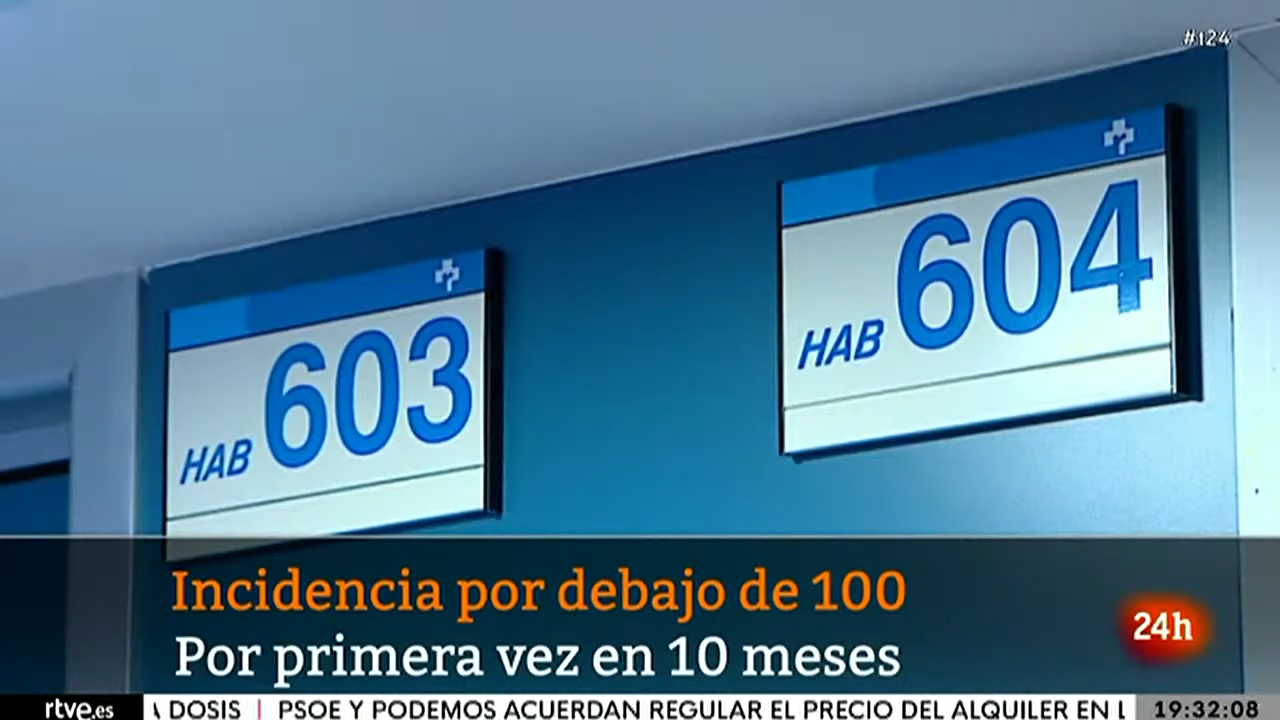 #t24
HAB 603
HAB 604
Incidencia por debajo de 100
Por primera vez en 10 meses
24h
rtve.es
DOSIS | PSOE Y PODEMOS ACUERDAN REGULAR EL PRECIO DEL ALQUILER EN
19:32:08